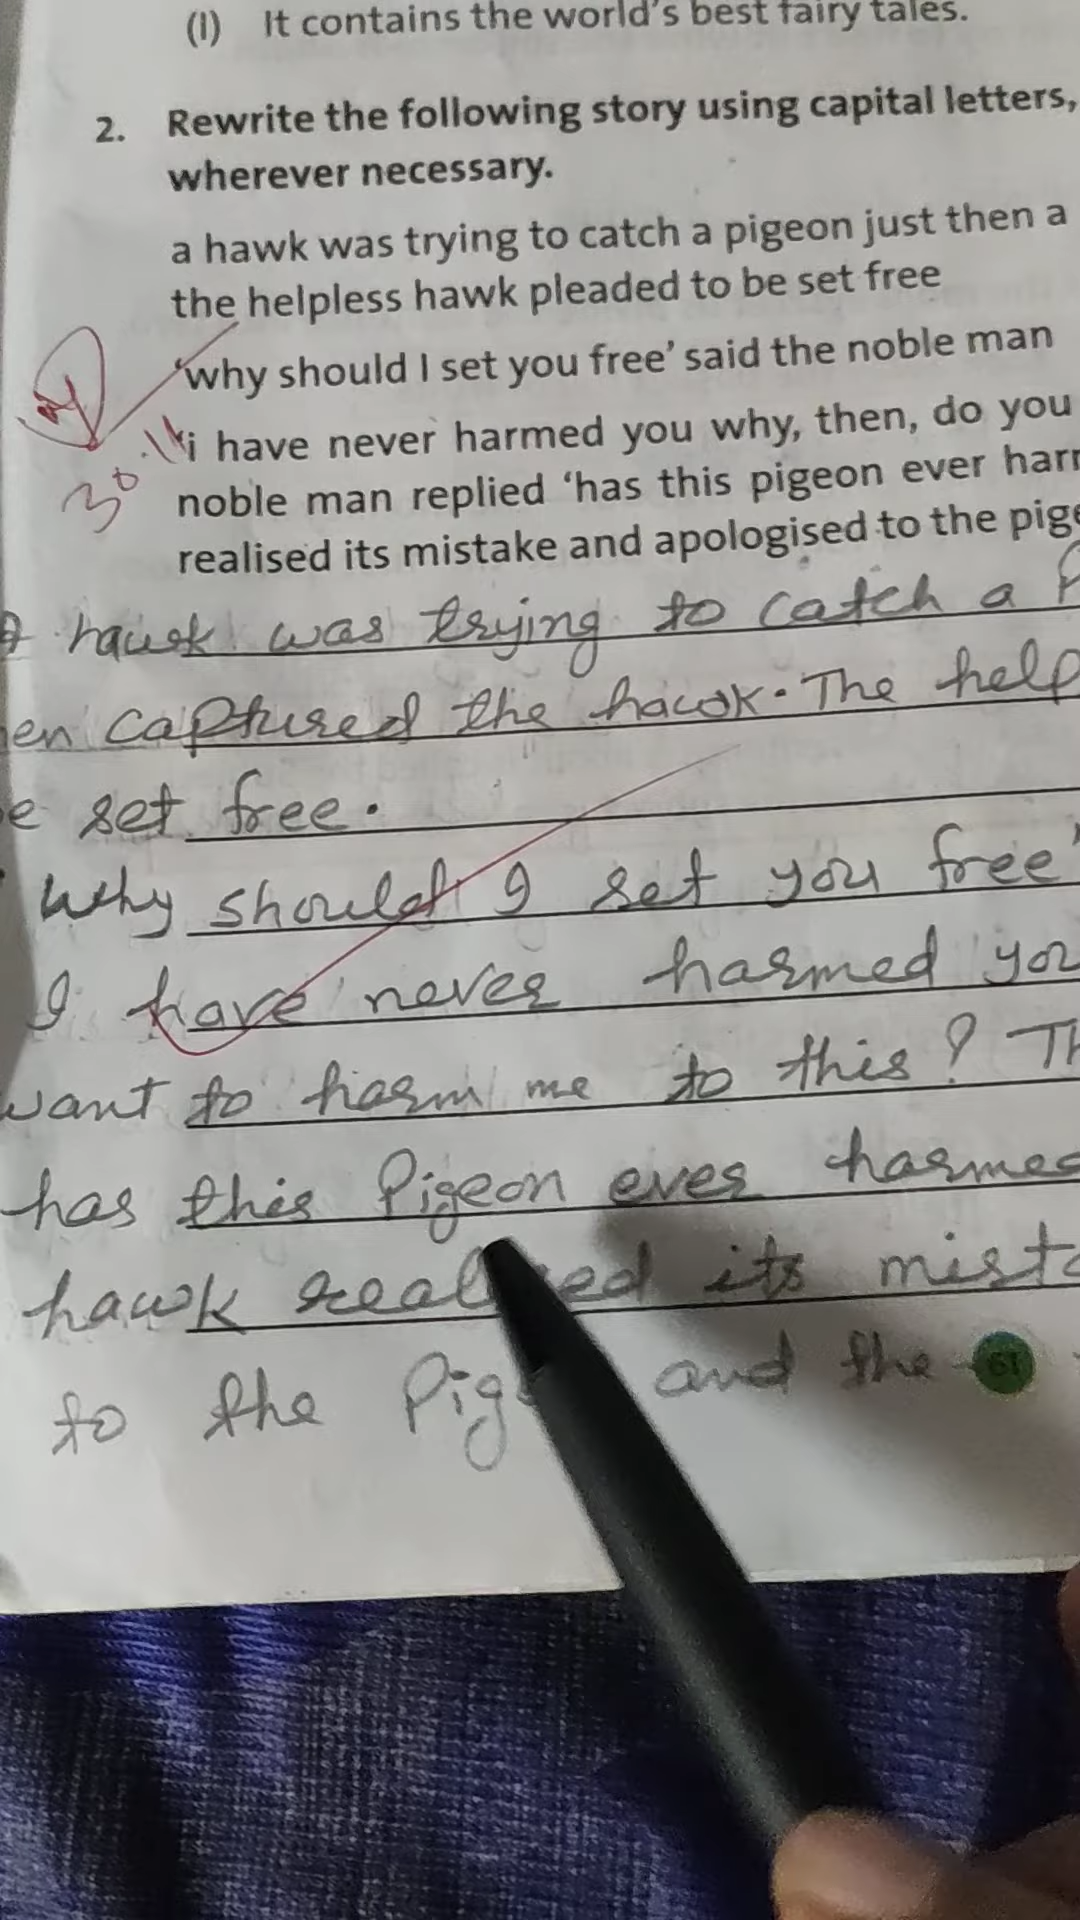 (I) It contains the world's best fairy tales.
2. Rewrite the following story using capital letters,
wherever necessary.
a hawk was trying to catch a pigeon just then a
the helpless hawk pleaded to be set free
'why should I set you free' said the noble man
'i have never harmed you why, then, do you
noble man replied 'has this pigeon ever harm
realised its mistake and apologised to the pige
A hawk was trying to catch a P
en captured the hawk. The help
e set free.
Why should I set you free'
I have never harmed you
want to harm me to this? Th
has this Pigeon ever harmed
hawk its mista
to the and the